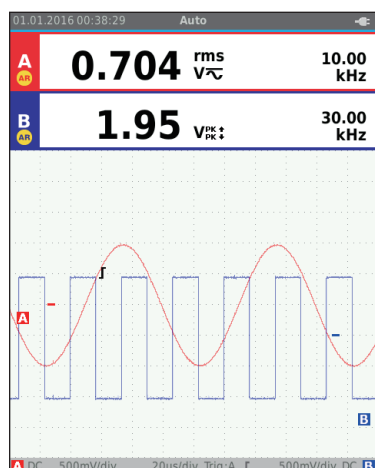 01.01.2016 00:38:29 Auto
A AR 0.704 rms V 10.00 kHz
B AR 1.95 V PK PK 30.00 kHz
A
B
A DC 500mV/div 20us/div Trig:A 500mV/div DC B